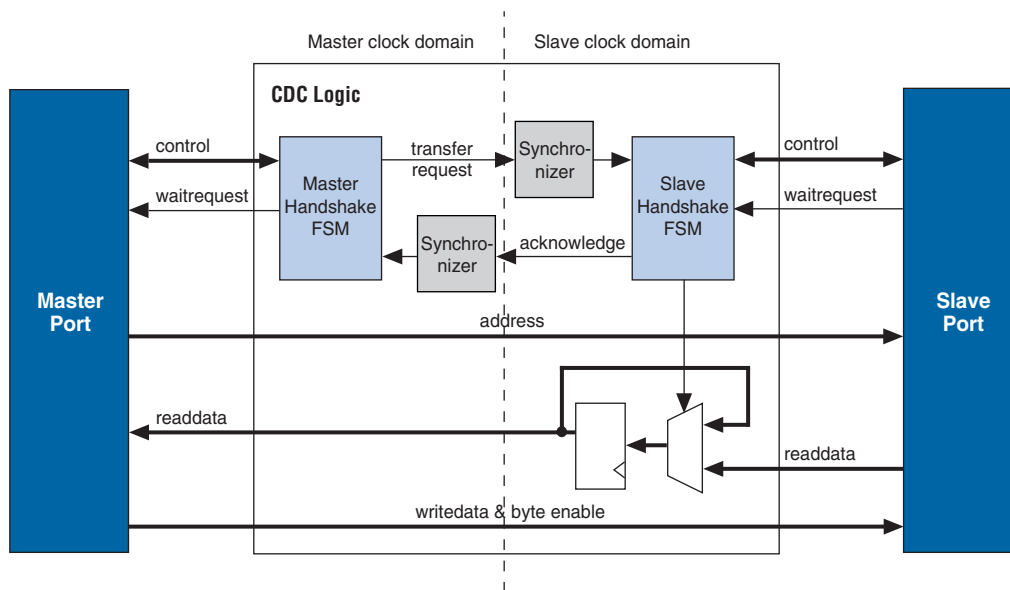 Master clock domain
Slave clock domain
CDC Logic
control
transfer
request
Synchro-
nizer
control
Master
Handshake
FSM
Slave
Handshake
FSM
waitrequest
waitrequest
Synchro-
nizer
acknowledge
Master
Port
Slave
Port
address
readdata
readdata
writedata & byte enable